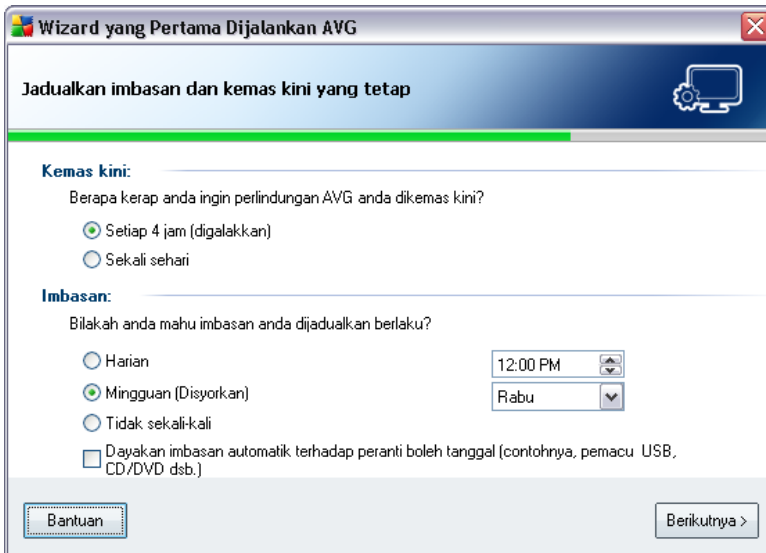 Wizard yang Pertama Dijalankan AVG
Jadualkan imbasan dan kemas kini yang tetap
Kemas kini:
Berapa kerap anda ingin perlindungan AVG anda dikemas kini?
Setiap 4 jam (digalakkan)
Sekali sehari
Imbasan:
Bilakah anda mahu imbasan anda dijadualkan berlaku?
Harian
12:00 PM
Mingguan (Disyorkan)
Rabu
Tidak sekali-kali
Dayakan imbasan automatik terhadap peranti boleh tanggal (contohnya, pemacu USB,
CD/DVD dsb.)
Bantuan
Berikutnya >